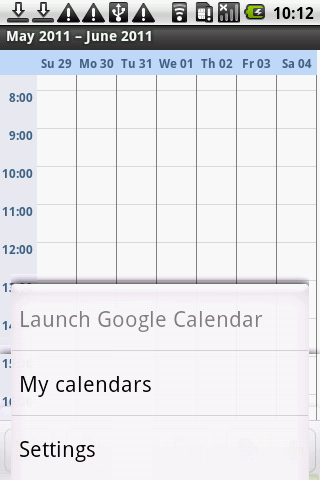 10:12
May 2011 – June 2011
Su 29 Mo 30 Tu 31 We 01 Th 02 Fr 03 Sa 04
8:00
9:00
10:00
11:00
12:00
Launch Google Calendar
My calendars
Settings